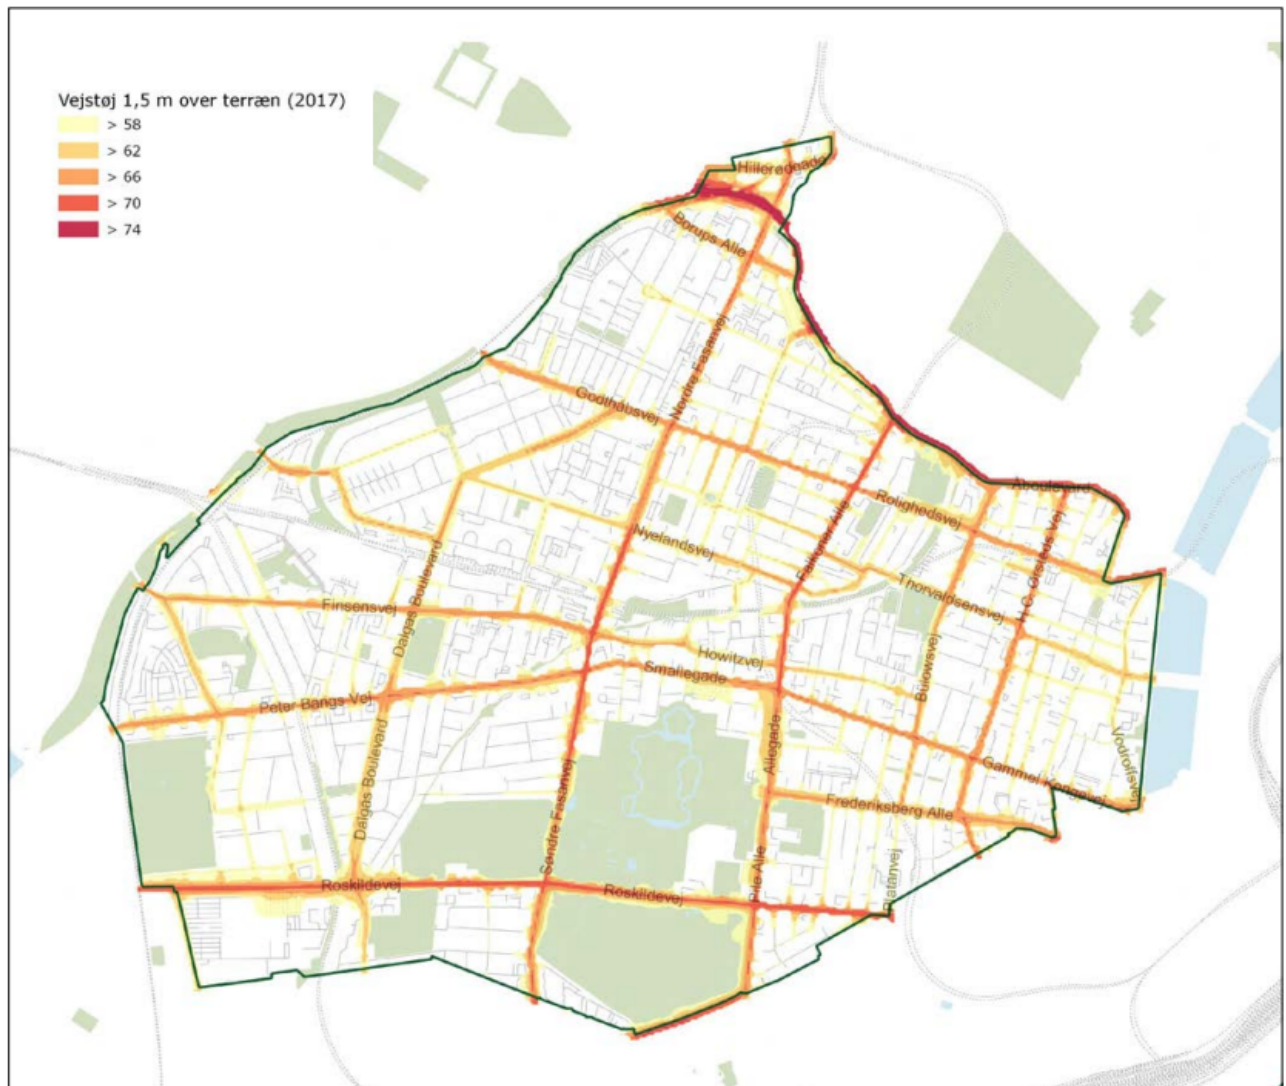 Vejstøj 1,5 m over terræn (2017)
> 58
> 62
> 66
> 70
> 74
Hillerødgade
Borups Alle
Nordre Fasanvej
Godthåbsvej
Åboulevard
Rolighedsvej
Falkoner Alle
Nyelandsvej
H.C. Ørsteds Vej
Thorvaldsensvej
Finsensvej
Dalgas Boulevard
Howitzvej
Bülowsvej
Smallegade
Peter Bangs Vej
Allegade
Vodroffsvej
Gammel Kongevej
Dalgas Boulevard
Søndre Fasanvej
Frederiksberg Alle
Platanvej
Pile Alle
Roskildevej
Roskildevej